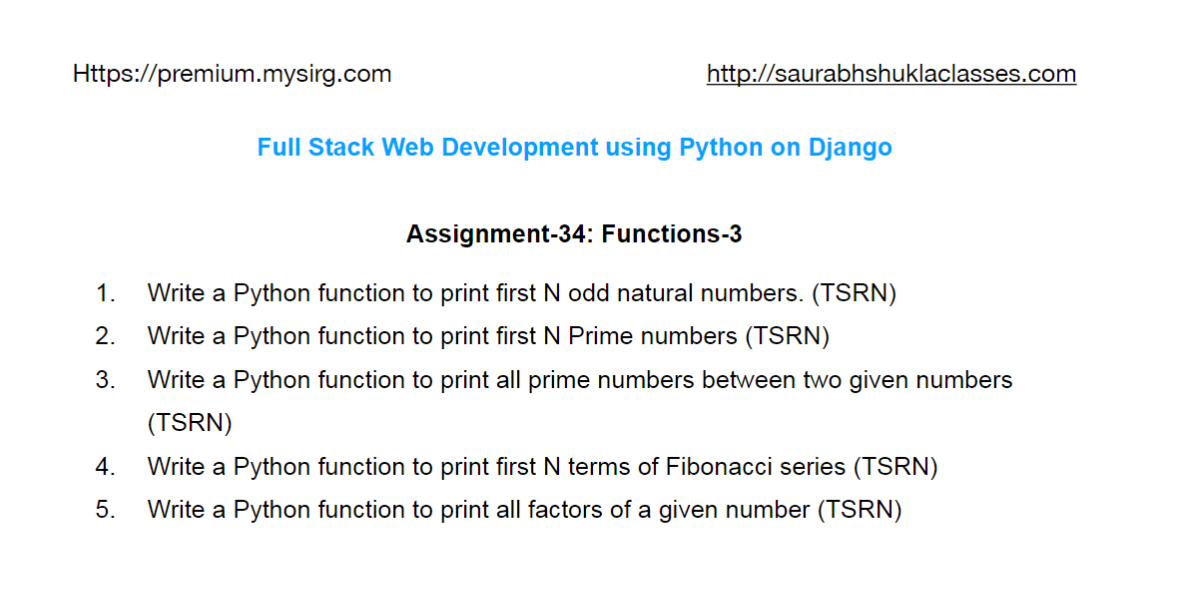 Https://premium.mysirg.com http://saurabhshuklaclasses.com
Full Stack Web Development using Python on Django
Assignment-34: Functions-3
1. Write a Python function to print first N odd natural numbers. (TSRN)
2. Write a Python function to print first N Prime numbers (TSRN)
3. Write a Python function to print all prime numbers between two given numbers
(TSRN)
4. Write a Python function to print first N terms of Fibonacci series (TSRN)
5. Write a Python function to print all factors of a given number (TSRN)